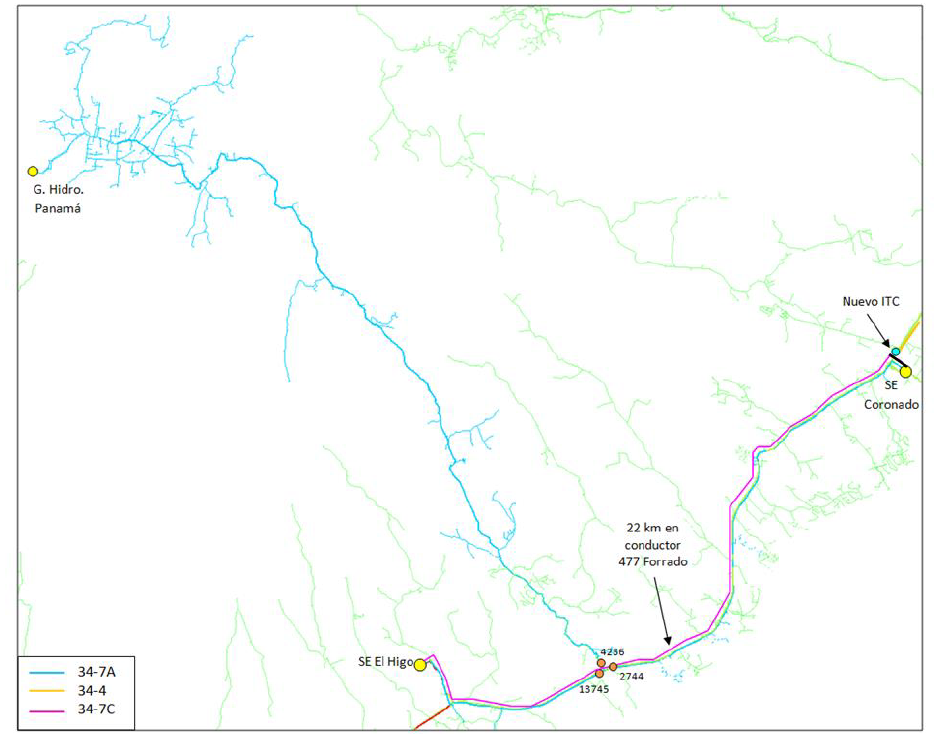 G. Hidro.
Panamá
Nuevo ITC
SE
Coronado
22 km en
conductor
477 Forrado
SE El Higo
4236
2744
13745
34-7A
34-4
34-7C